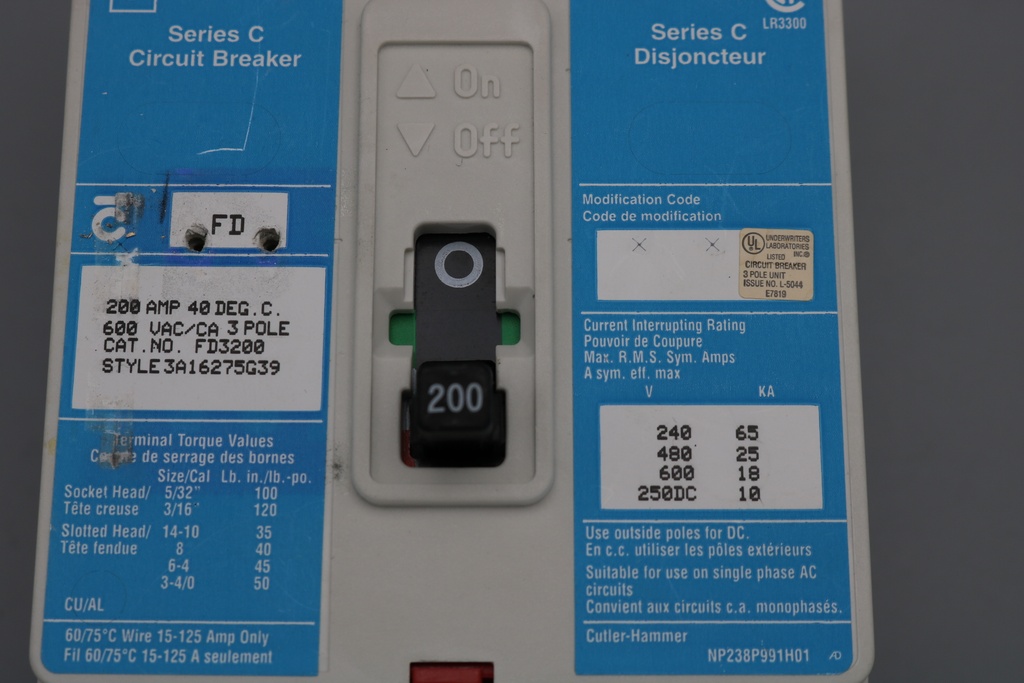 Series C
Circuit Breaker
FD
200 AMP 40 DEG.C.
600 VAC/CA 3 POLE
CAT.NO. FD3200
STYLE 3A16275G39
Terminal Torque Values
de serrage des bornes
Size/Cal Lb. in./lb.-po.
Socket Head/ 5/32" 100
Tête creuse 3/16" 120
Slotted Head/ 14-10 35
Tête fendue 8 40
6-4 45
3-4/0 50
CU/AL
60/75°C Wire 15-125 Amp Only
Fil 60/75°C 15-125 A seulement
On
Off
200
LR3300
Series C
Disjoncteur
Modification Code
Code de modification
UL
UNDERWRITERS
LABORATORIES
INC.®
LISTED
CIRCUIT BREAKER
3 POLE UNIT
ISSUE NO. L-5044
E7819
Current Interrupting Rating
Pouvoir de Coupure
Max. R.M.S. Sym. Amps
A sym. eff. max
V KA
240 65
480 25
600 18
250DC 10
Use outside poles for DC.
En c.c. utiliser les pôles extérieurs
Suitable for use on single phase AC
circuits
Convient aux circuits c.a. monophasés.
Cutler-Hammer
NP238P991H01